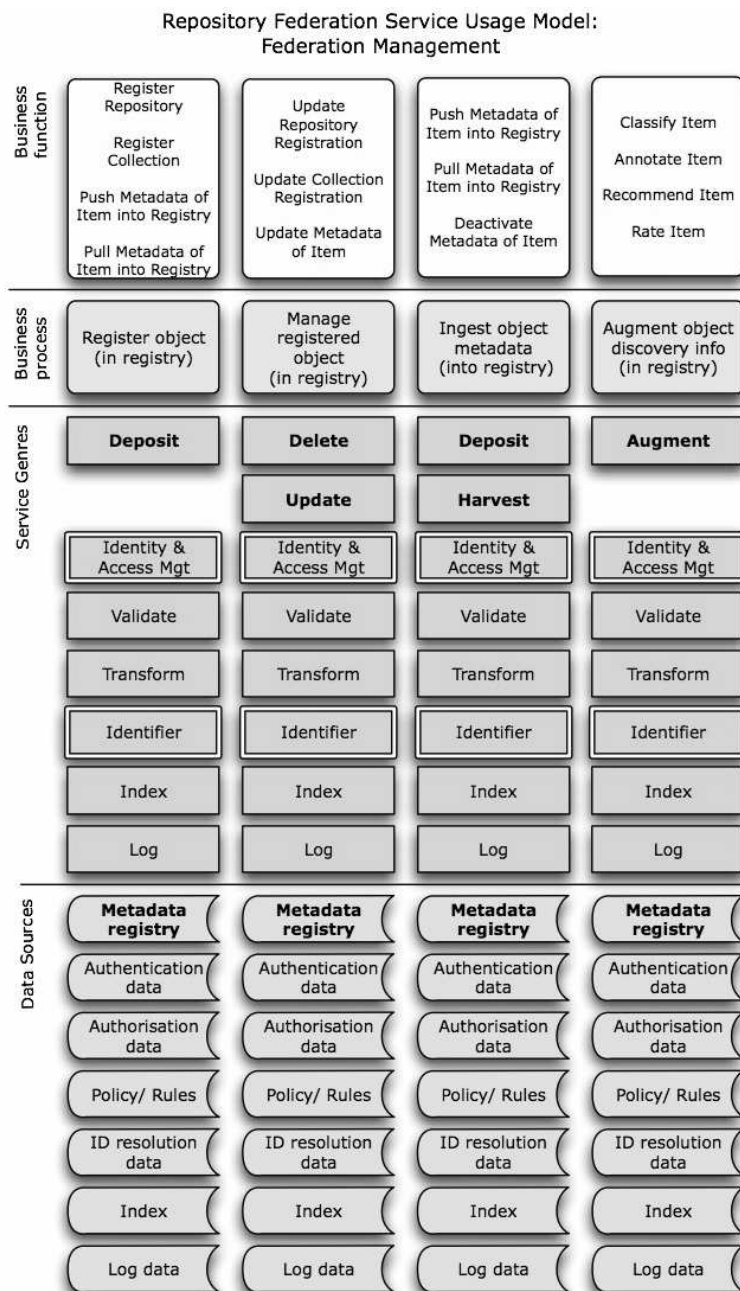 Repository Federation Service Usage Model:
Federation Management
Business
function
Register
Repository
Register
Collection
Push Metadata of
Item into Registry
Pull Metadata of
Item into Registry
Update
Repository
Registration
Update Collection
Registration
Update Metadata
of Item
Push Metadata of
Item into Registry
Pull Metadata of
Item into Registry
Deactivate
Metadata of Item
Classify Item
Annotate Item
Recommend Item
Rate Item
Business
process
Register object
(in registry)
Manage
registered
object
(in registry)
Ingest object
metadata
(into registry)
Augment object
discovery info
(in registry)
Service Genres
Deposit
Delete
Deposit
Augment
Update
Harvest
Identity &
Access Mgt
Identity &
Access Mgt
Identity &
Access Mgt
Identity &
Access Mgt
Validate
Validate
Validate
Validate
Transform
Transform
Transform
Transform
Identifier
Identifier
Identifier
Identifier
Index
Index
Index
Index
Log
Log
Log
Log
Data Sources
Metadata
registry
Metadata
registry
Metadata
registry
Metadata
registry
Authentication
data
Authentication
data
Authentication
data
Authentication
data
Authorisation
data
Authorisation
data
Authorisation
data
Authorisation
data
Policy/ Rules
Policy/ Rules
Policy/ Rules
Policy/ Rules
ID resolution
data
ID resolution
data
ID resolution
data
ID resolution
data
Index
Index
Index
Index
Log data
Log data
Log data
Log data